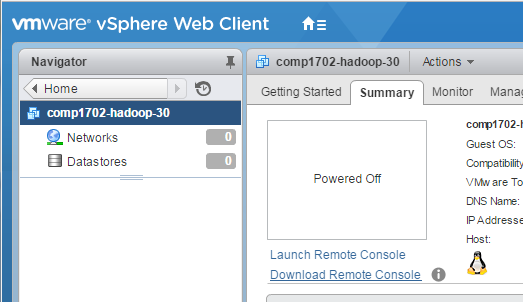 vmware vSphere Web Client
Navigator
Home
comp1702-hadoop-30
Networks 0
Datastores 0
comp1702-hadoop-30 Actions
Getting Started Summary Monitor Manag
Powered Off
Launch Remote Console
Download Remote Console
comp1702-h
Guest OS:
Compatibility
VMware To
DNS Name:
IP Addresse
Host: